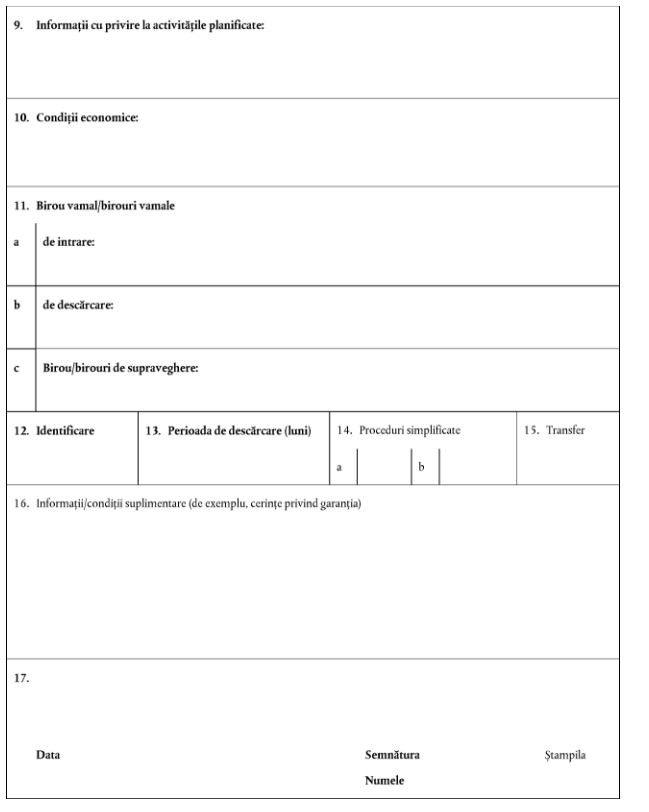 9. Informații cu privire la activitățile planificate:
10. Condiții economice:
11. Birou vamal/birouri vamale
a de intrare:
b de descărcare:
c Birou/birouri de supraveghere:
12. Identificare 13. Perioada de descărcare (luni) 14. Proceduri simplificate 15. Transfer
a b
16. Informații/condiții suplimentare (de exemplu, cerințe privind garanția)
17.
Data Semnătura Ștampila
Numele